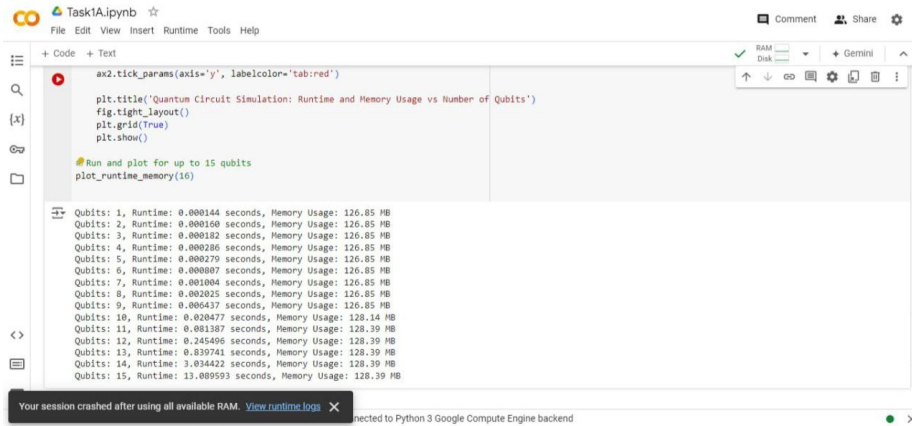 Task1A.ipynb
Comment
Share
File Edit View Insert Runtime Tools Help
+ Code + Text
RAM
Disk
Gemini
ax2.tick_params(axis='y', labelcolor='tab:red')
plt.title('Quantum Circuit Simulation: Runtime and Memory Usage vs Number of Qubits')
fig.tight_layout()
plt.grid(True)
plt.show()
Run and plot for up to 15 qubits
plot_runtime_memory(16)
{x}
Qubits: 1, Runtime: 0.000144 seconds, Memory Usage: 126.85 MB
Qubits: 2, Runtime: 0.000160 seconds, Memory Usage: 126.85 MB
Qubits: 3, Runtime: 0.000182 seconds, Memory Usage: 126.85 MB
Qubits: 4, Runtime: 0.000286 seconds, Memory Usage: 126.85 MB
Qubits: 5, Runtime: 0.000279 seconds, Memory Usage: 126.85 MB
Qubits: 6, Runtime: 0.000807 seconds, Memory Usage: 126.85 MB
Qubits: 7, Runtime: 0.001004 seconds, Memory Usage: 126.85 MB
Qubits: 8, Runtime: 0.002025 seconds, Memory Usage: 126.85 MB
Qubits: 9, Runtime: 0.006437 seconds, Memory Usage: 126.85 MB
Qubits: 10, Runtime: 0.020477 seconds, Memory Usage: 128.14 MB
Qubits: 11, Runtime: 0.081387 seconds, Memory Usage: 128.39 MB
Qubits: 12, Runtime: 0.245496 seconds, Memory Usage: 128.39 MB
Qubits: 13, Runtime: 0.839741 seconds, Memory Usage: 128.39 MB
Qubits: 14, Runtime: 3.034422 seconds, Memory Usage: 128.39 MB
Qubits: 15, Runtime: 13.089593 seconds, Memory Usage: 128.39 MB
Your session crashed after using all available RAM. View runtime logs
nnected to Python 3 Google Compute Engine backend